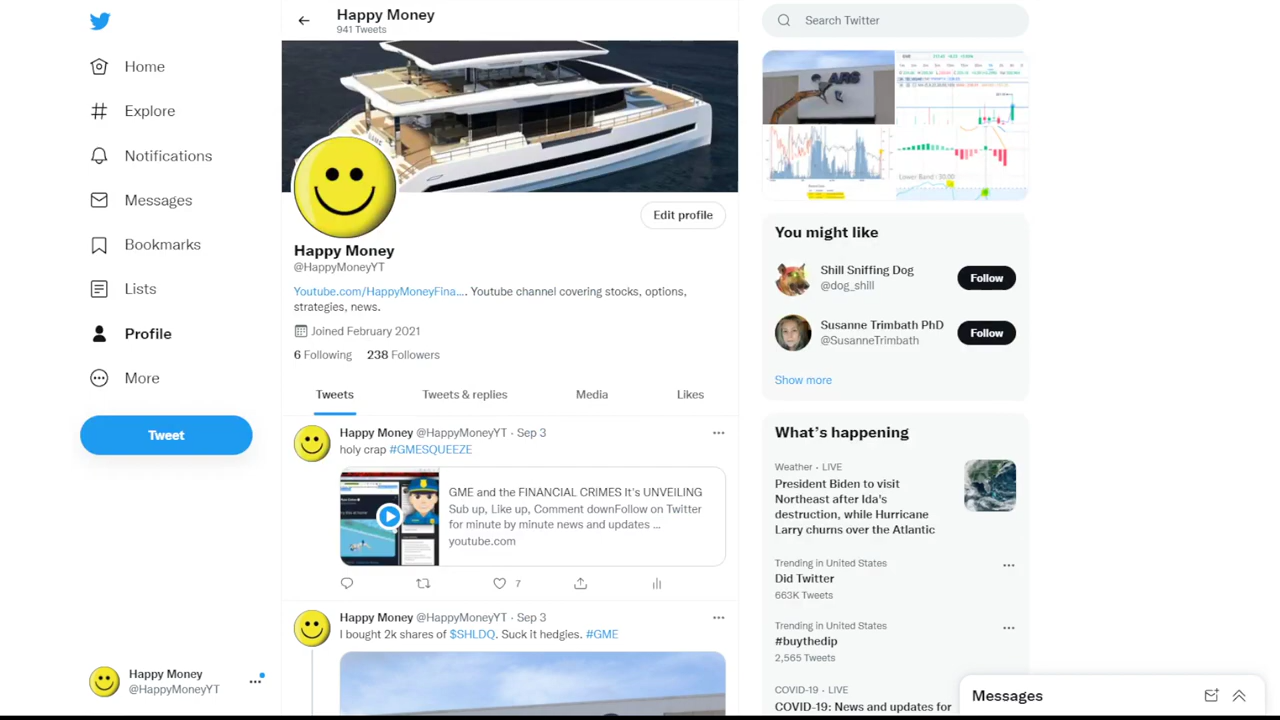 Home
Explore
Notifications
Messages
Bookmarks
Lists
Profile
More
Tweet
Happy Money
@HappyMoneyYT
Happy Money
941 Tweets
Edit profile
Happy Money
@HappyMoneyYT
Youtube.com/HappyMoneyFina.... Youtube channel covering stocks, options,
strategies, news.
Joined February 2021
6 Following 238 Followers
Tweets Tweets & replies Media Likes
Happy Money @HappyMoneyYT · Sep 3
holy crap #GMESQUEEZE
GME and the FINANCIAL CRIMES It's UNVEILING
Sub up, Like up, Comment downFollow on Twitter
for minute by minute news and updates ...
youtube.com
7
Happy Money @HappyMoneyYT · Sep 3
I bought 2k shares of $SHLDQ. Suck it hedgies. #GME
Search Twitter
ARS
Lower Band : 30.00
You might like
Shill Sniffing Dog
@dog_shill
Follow
Susanne Trimbath PhD
@SusanneTrimbath
Follow
Show more
What's happening
Weather · LIVE
President Biden to visit
Northeast after Ida's
destruction, while Hurricane
Larry churns over the Atlantic
Trending in United States
Did Twitter
663K Tweets
Trending in United States
#buythedip
2,565 Tweets
COVID-19 · LIVE
COVID-19: News and updates for
Messages